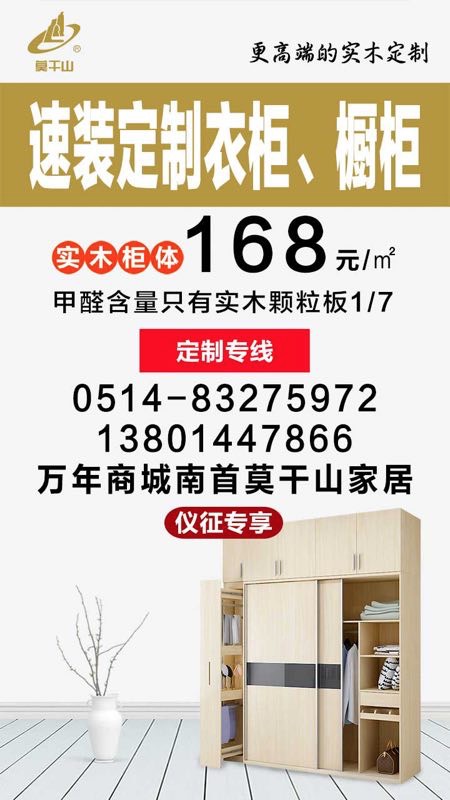 莫干山®
更高端的实木定制
速装定制衣柜、橱柜
实木柜体168元/㎡
甲醛含量只有实木颗粒板1/7
定制专线
0514-83275972
13801447866
万年商城南首莫干山家居
仪征专享